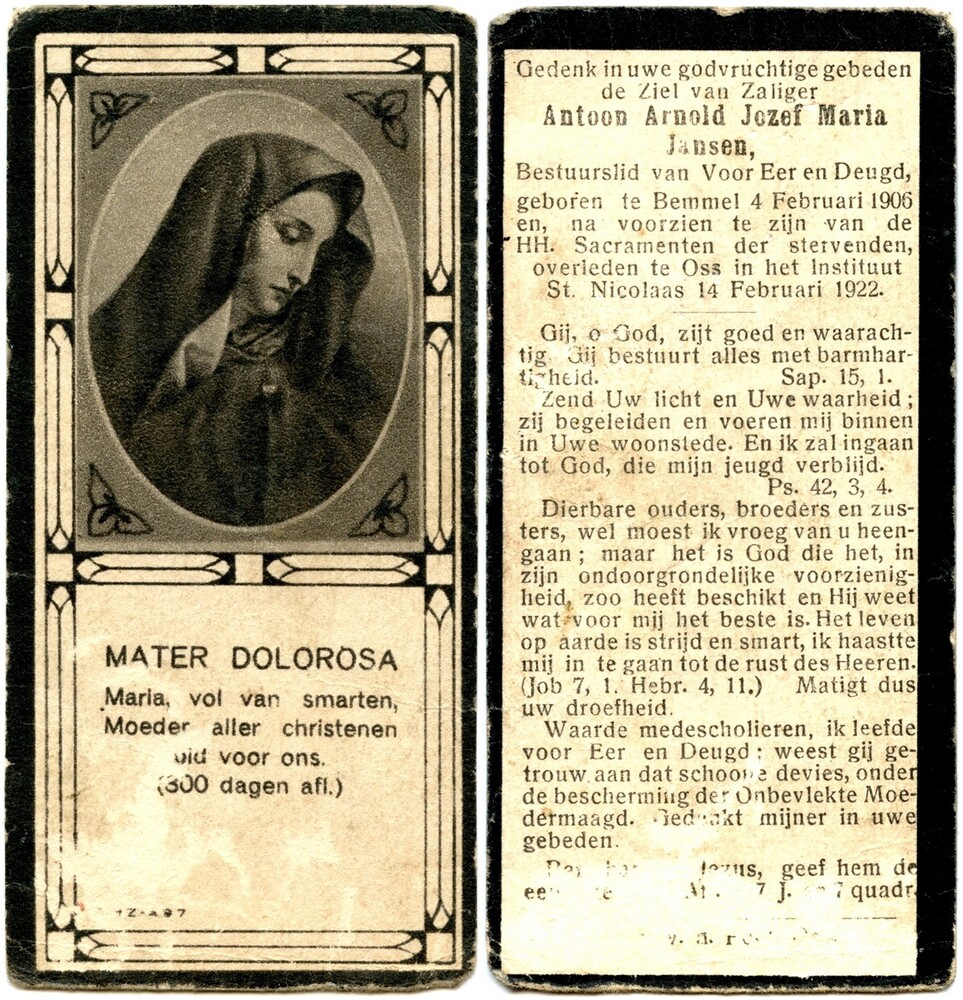 MATER DOLOROSA
Maria, vol van smarten,
Moeder aller christenen
voor ons.
(300 dagen afl.)
Gedenk in uwe godvruchtige gebeden
de Ziel van Zaliger
Antoon Arnold Jozef Maria
Jansen,
Bestuurslid van Voor Eer en Deugd,
geboren te Bemmel 4 Februari 1906
en, na voorzien te zijn van de
HH. Sacramenten der stervenden,
overleden te Oss in het Instituut
St. Nicolaas 14 Februari 1922.
Gij, o God, zijt goed en waarach-
tig. Gij bestuurt alles met barmhar-
tigheid. Sap. 15, 1.
Zend Uw licht en Uwe waarheid;
zij begeleiden en voeren mij binnen
in Uwe woonstede. En ik zal ingaan
tot God, die mijn jeugd verblijd.
Ps. 42, 3, 4.
Dierbare ouders, broeders en zus-
ters, wel moest ik vroeg van u heen-
gaan; maar het is God die het, in
zijn ondoorgrondelijke voorzienig-
heid, zoo heeft beschikt en Hij weet
wat voor mij het beste is. Het leven
op aarde is strijd en smart, ik haastte
mij in te gaan tot de rust des Heeren.
(Job 7, 1. Hebr. 4, 11.) Matigt dus
uw droefheid.
Waarde medescholieren, ik leefde
voor Eer en Deugd; weest gij ge-
trouw aan dat schoone devies, onder
de bescherming der Onbevlekte Moe-
dermaagd. Gedenkt mijner in uwe
gebeden.
Jezus, geef hem de
7 J. 7 quadr.